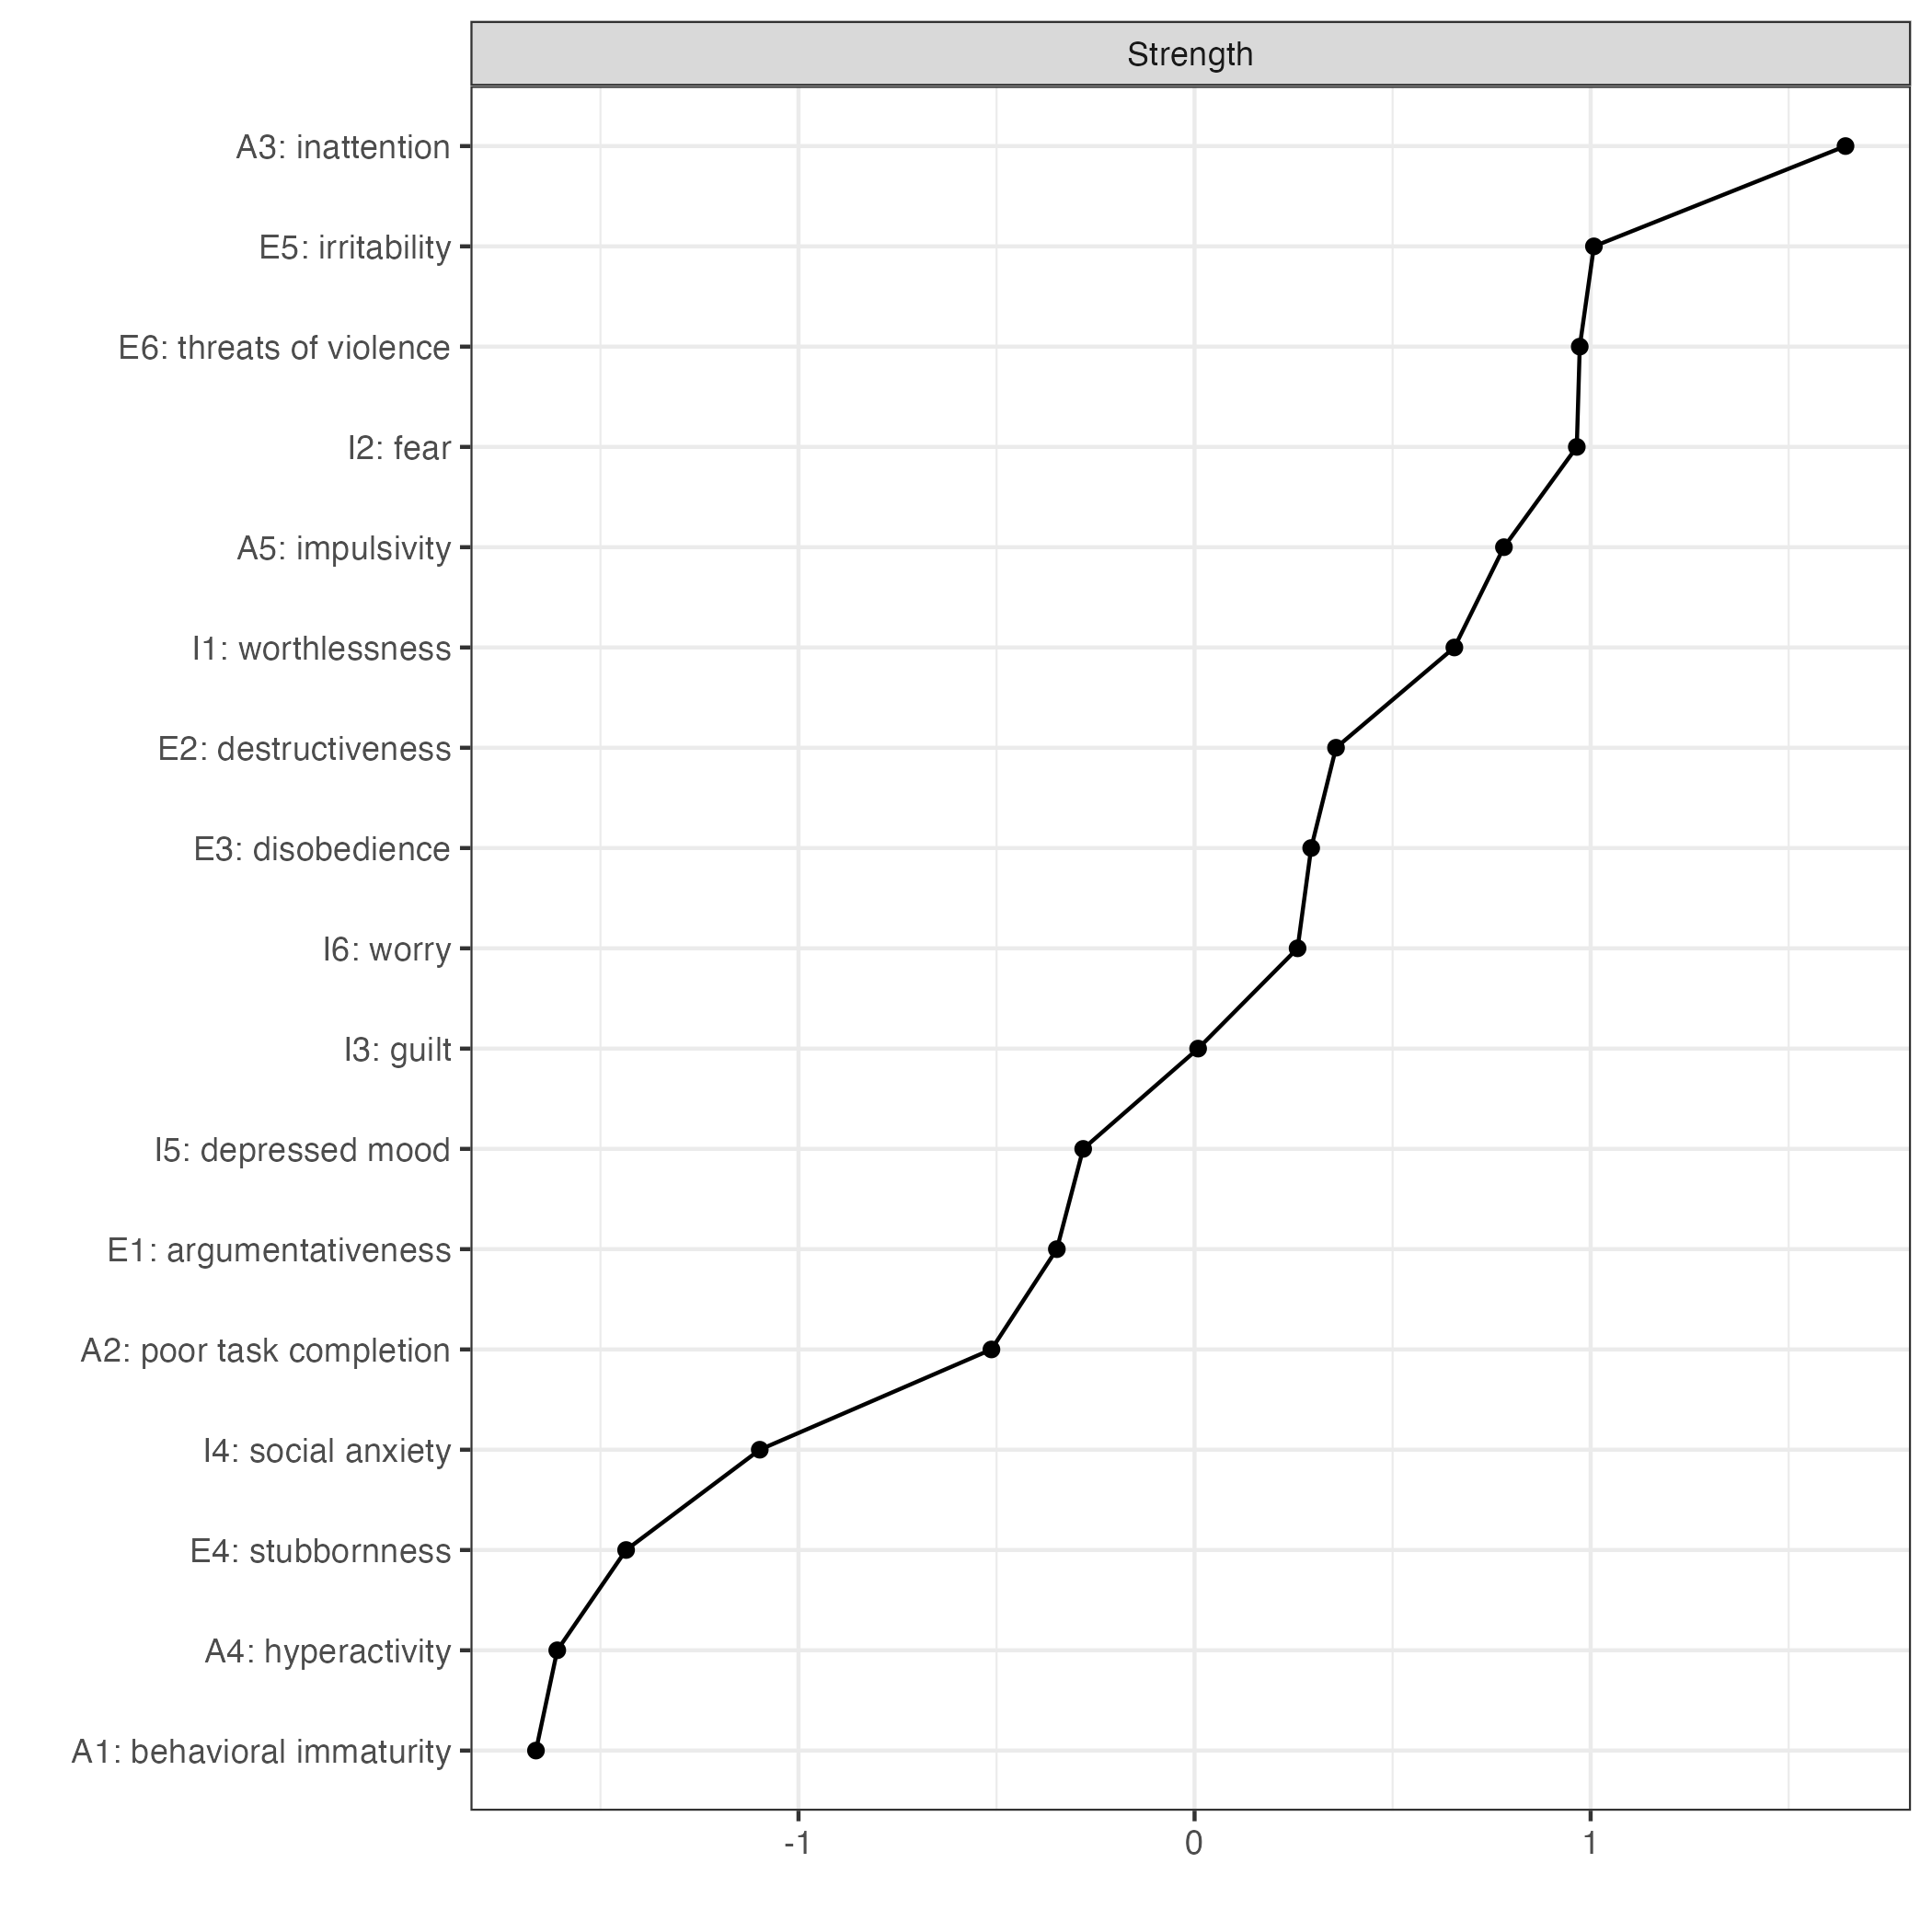 Strength
A3: inattention
E5: irritability
E6: threats of violence
I2: fear
A5: impulsivity
I1: worthlessness
E2: destructiveness
E3: disobedience
I6: worry
I3: guilt
I5: depressed mood
E1: argumentativeness
A2: poor task completion
I4: social anxiety
E4: stubbornness
A4: hyperactivity
A1: behavioral immaturity
-1 0 1